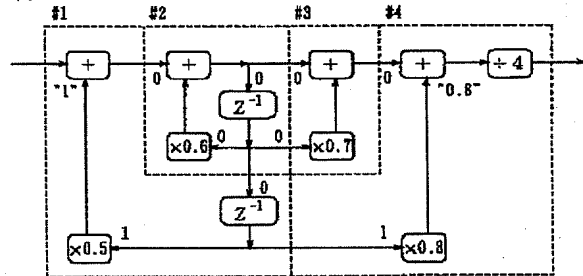 #1 #2 #3 #4
+ 0 + 0 0 + 0 + ÷4
"1" "0.8"
Z⁻¹
×0.6 0 0 ×0.7
0
Z⁻¹
×0.5 1 1 ×0.8